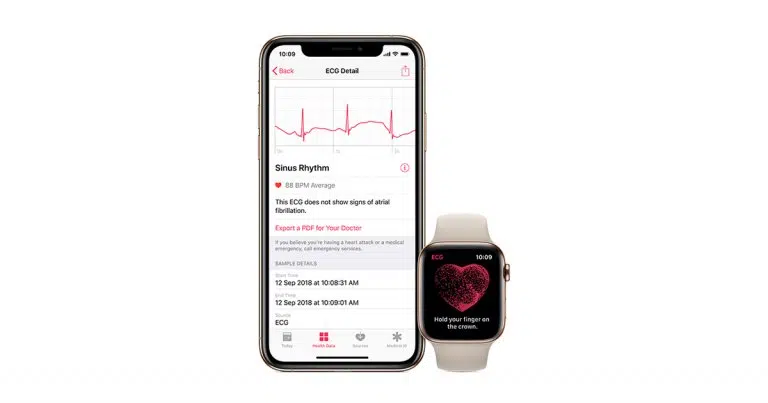 10:09
Back
ECG Detail
Sinus Rhythm
88 BPM Average
This ECG does not show signs of atrial
fibrillation.
Export a PDF for Your Doctor
If you believe you're having a heart attack or a medical
emergency, call emergency services.
SAMPLE DETAILS
Start Time
12 Sep 2018 at 10:08:31 AM
End Time
12 Sep 2018 at 10:09:01 AM
Source
ECG
Today
Health Data
Sources
Medical ID
ECG
10:09
Hold your finger on
the crown.